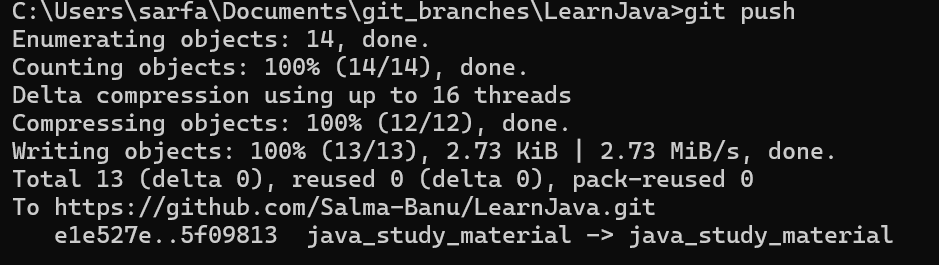 C:\Users\sarfa\Documents\git_branches\LearnJava>git push
Enumerating objects: 14, done.
Counting objects: 100% (14/14), done.
Delta compression using up to 16 threads
Compressing objects: 100% (12/12), done.
Writing objects: 100% (13/13), 2.73 KiB | 2.73 MiB/s, done.
Total 13 (delta 0), reused 0 (delta 0), pack-reused 0
To https://github.com/Salma-Banu/LearnJava.git
   e1e527e..5f09813  java_study_material -> java_study_material